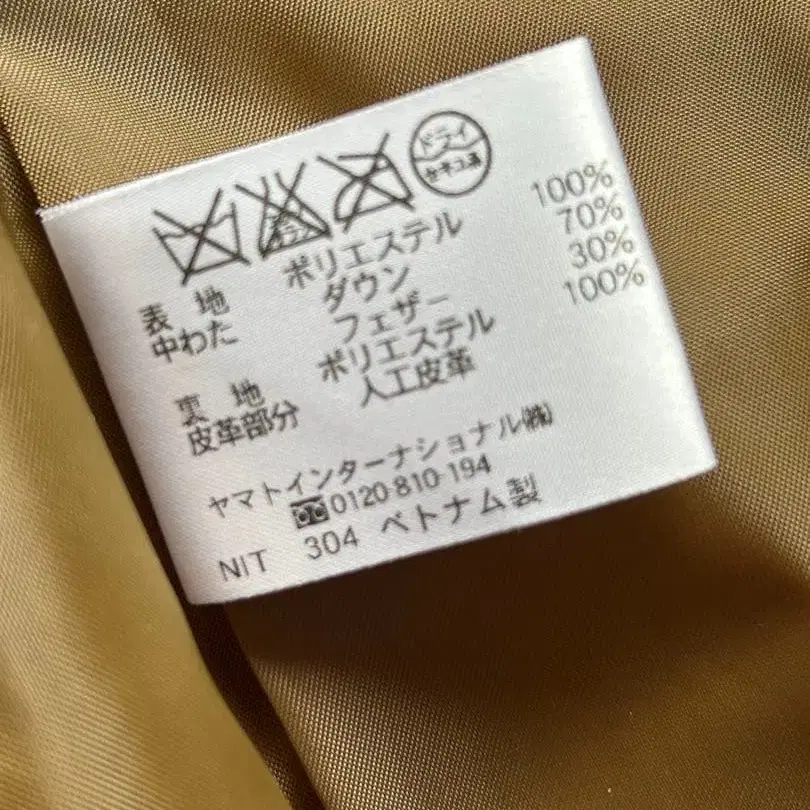 ドライ
セキユ系
ポリエステル 100%
表 地 ダウン 70%
中わた フェザー 30%
ポリエステル 100%
裏 地 人工皮革
皮革部分
ヤマトインターナショナル㈱
0120-810-194
NIT 304 ベトナム製